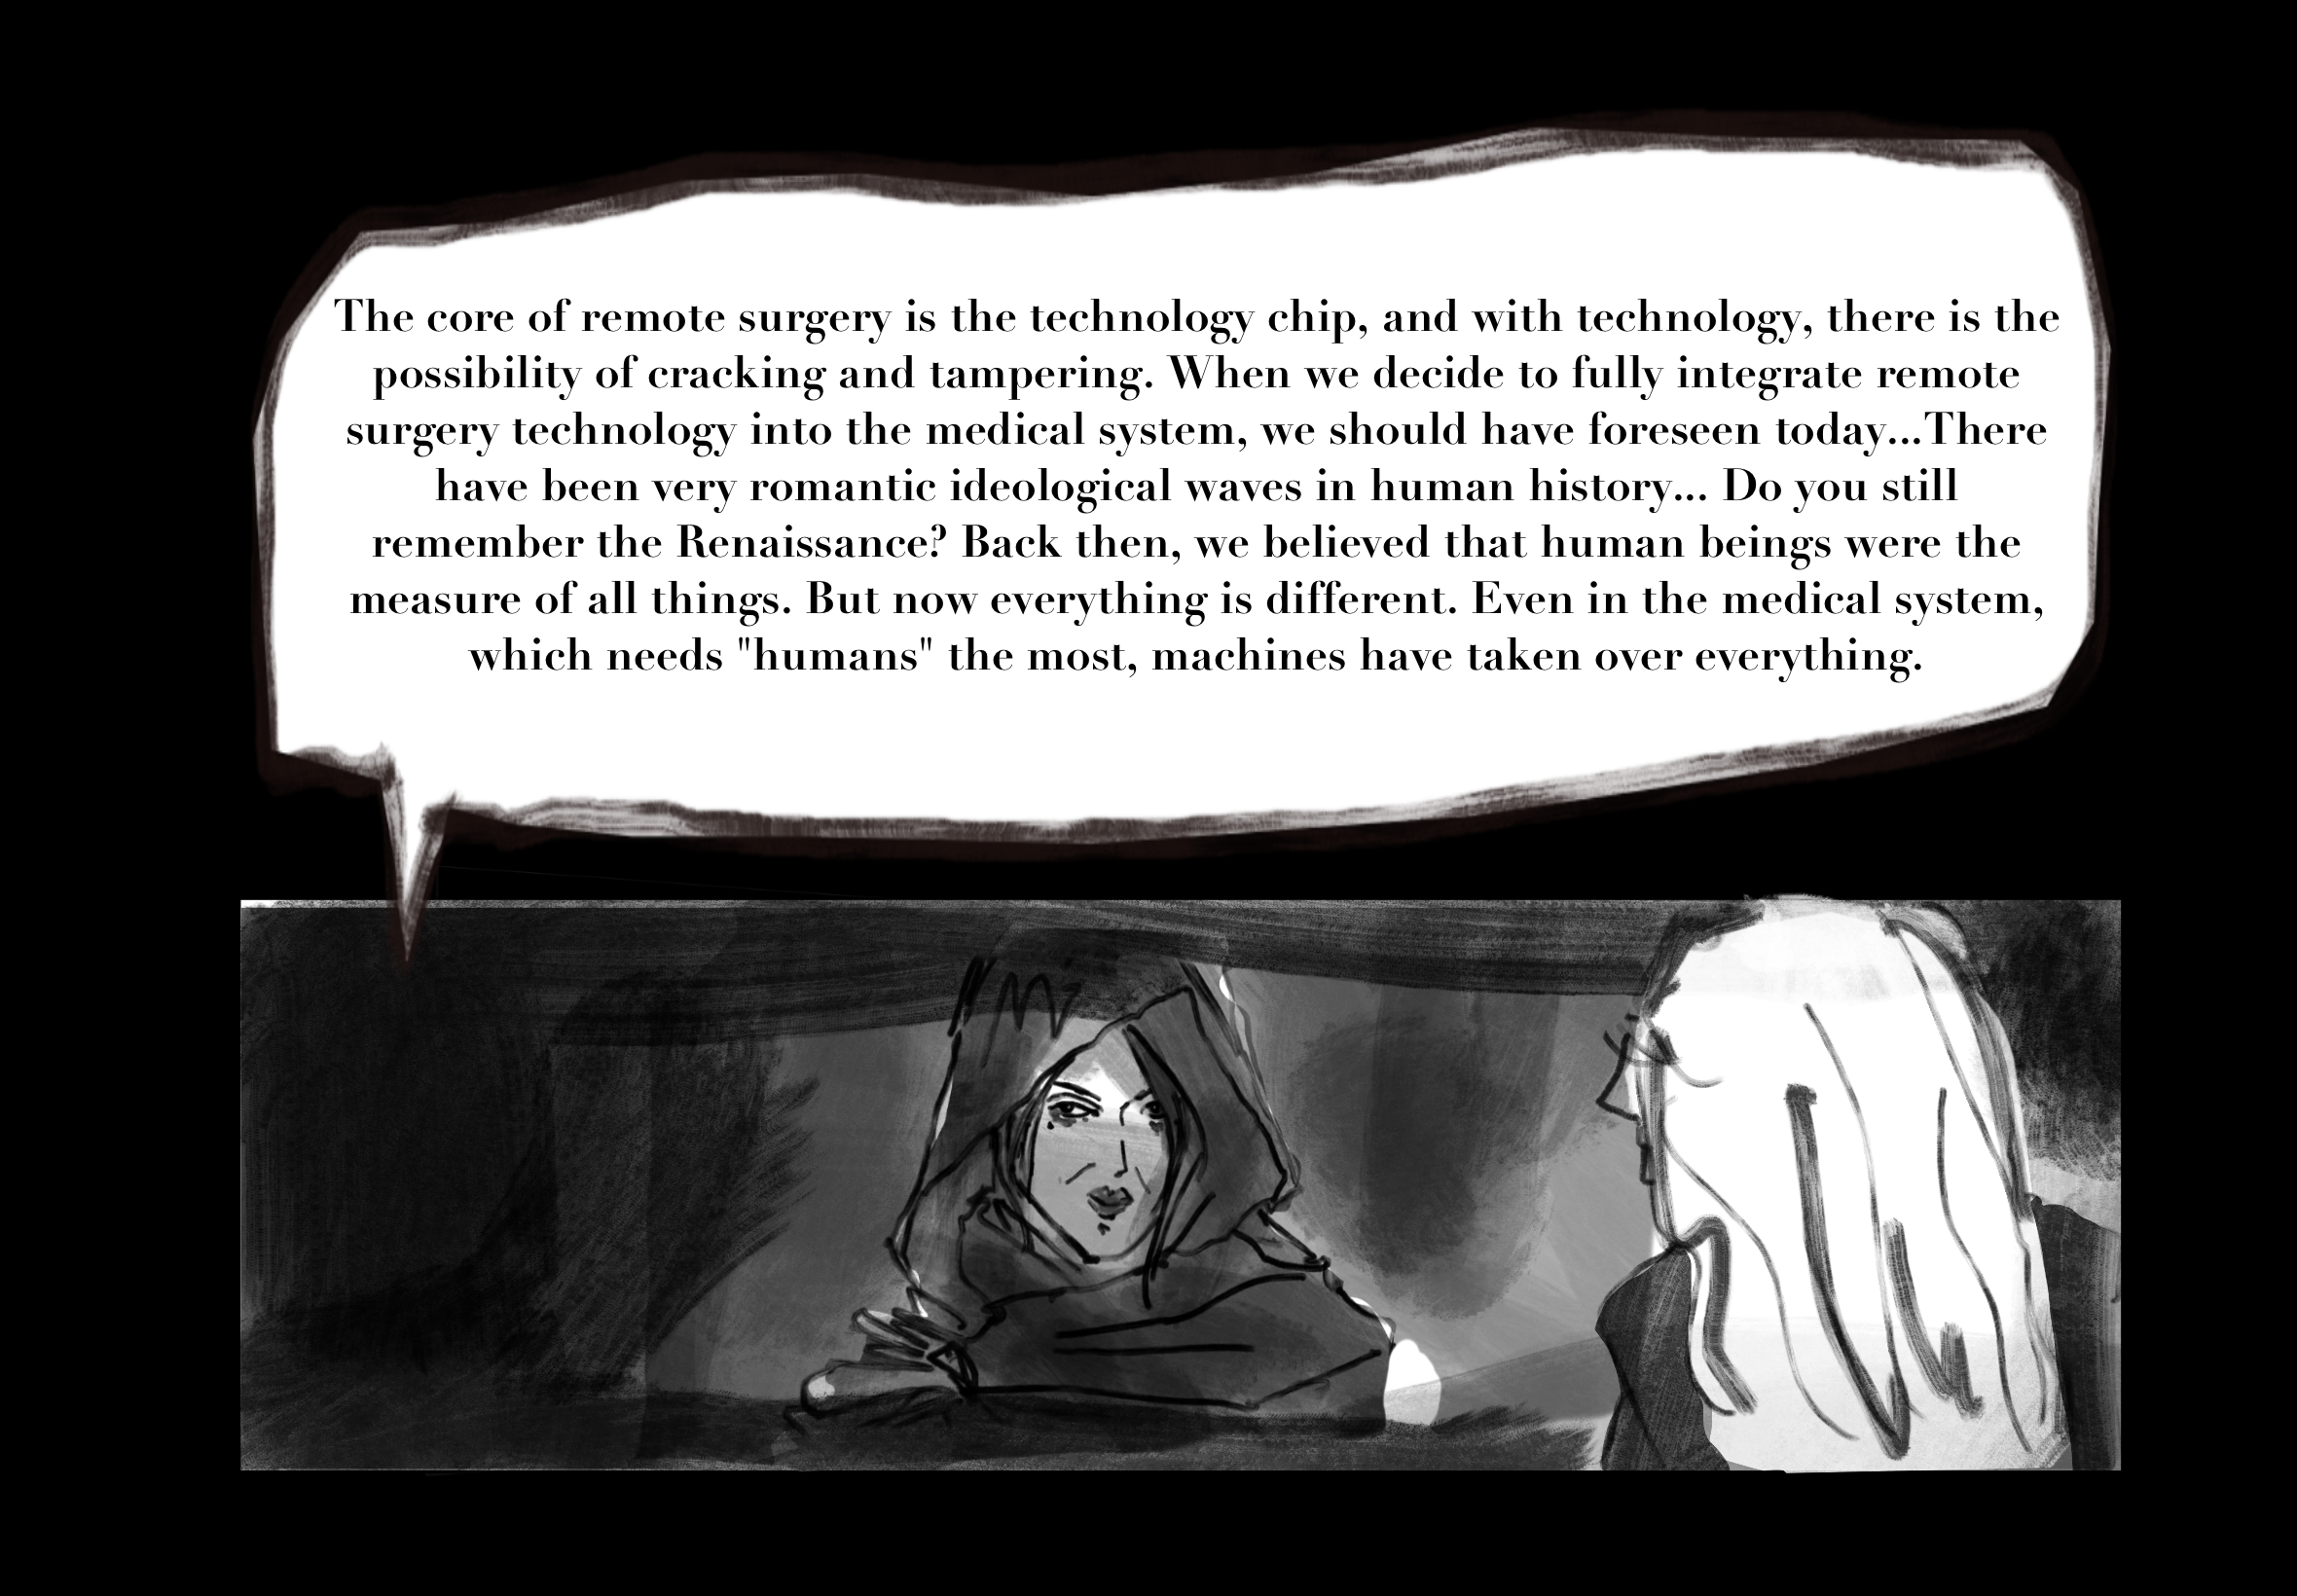 The core of remote surgery is the technology chip, and with technology, there is the
possibility of cracking and tampering. When we decide to fully integrate remote
surgery technology into the medical system, we should have foreseen today...There
have been very romantic ideological waves in human history... Do you still
remember the Renaissance? Back then, we believed that human beings were the
measure of all things. But now everything is different. Even in the medical system,
which needs "humans" the most, machines have taken over everything.